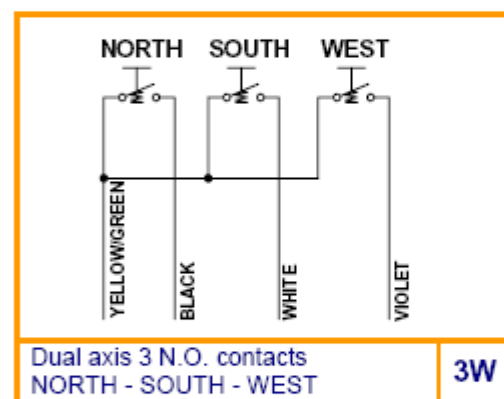 NORTH SOUTH WEST
YELLOW/GREEN
BLACK
WHITE
VIOLET
Dual axis 3 N.O. contacts
NORTH - SOUTH - WEST
3W